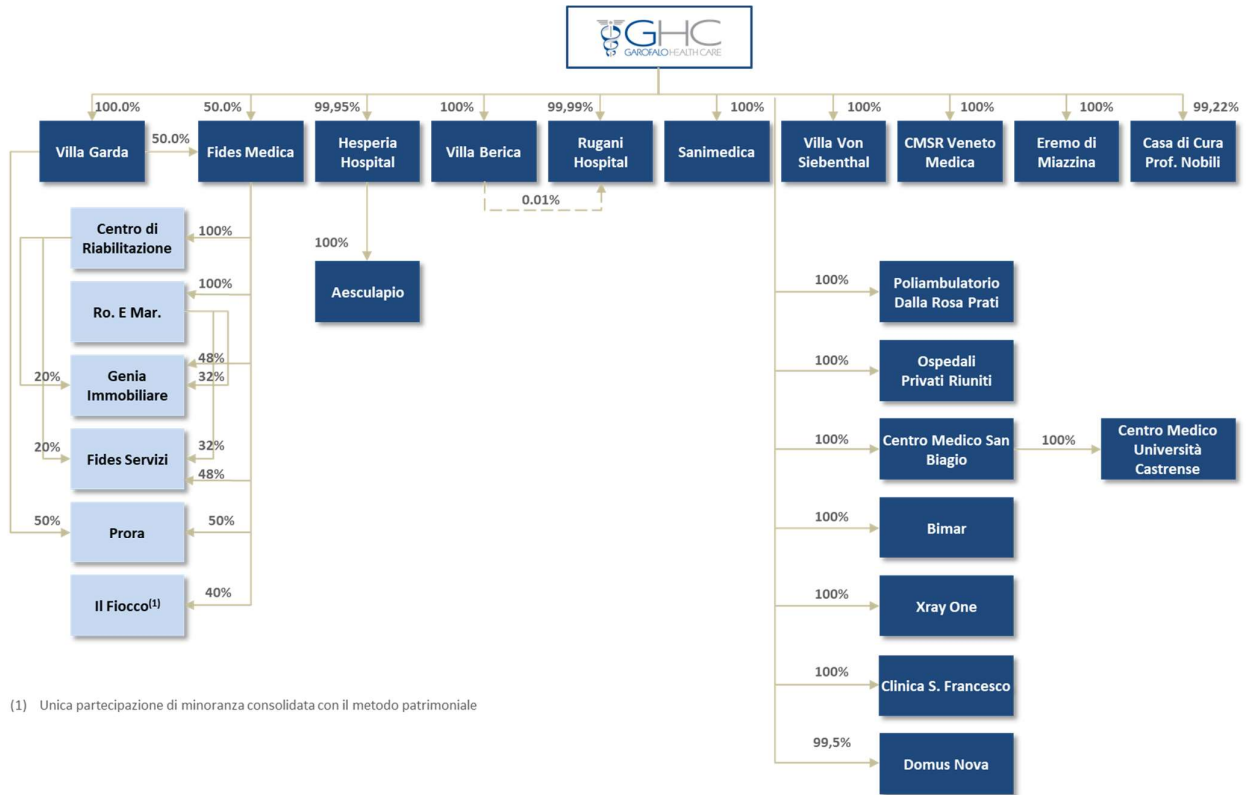 GHC
GAROFALO HEALTH CARE
100.0%
50.0%
99,95%
100%
99,99%
100%
100%
100%
100%
99,22%
Villa Garda
50.0%
Fides Medica
Hesperia
Hospital
Villa Berica
Rugani
Hospital
Sanimedica
Villa Von
Siebenthal
CMSR Veneto
Medica
Eremo di
Miazzina
Casa di Cura
Prof. Nobili
0.01%
Centro di
Riabilitazione
100%
100%
Aesculapio
100%
Ro. E Mar.
48%
20%
Genia
Immobiliare
32%
32%
20%
Fides Servizi
48%
50%
Prora
50%
40%
Il Fiocco(1)
100%
Poliambulatorio
Dalla Rosa Prati
100%
Ospedali
Privati Riuniti
100%
Centro Medico San
Biagio
100%
Centro Medico
Università
Castrense
100%
Bimar
100%
Xray One
100%
Clinica S. Francesco
99,5%
Domus Nova
(1) Unica partecipazione di minoranza consolidata con il metodo patrimoniale